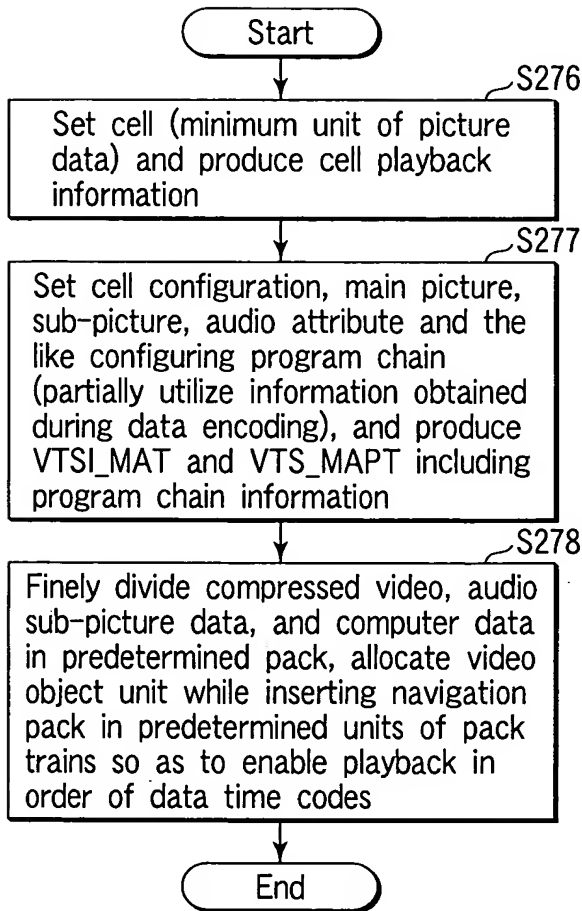 Start
S276
Set cell (minimum unit of picture
data) and produce cell playback
information
S277
Set cell configuration, main picture,
sub-picture, audio attribute and the
like configuring program chain
(partially utilize information obtained
during data encoding), and produce
VTSI_MAT and VTS_MAPT including
program chain information
S278
Finely divide compressed video, audio
sub-picture data, and computer data
in predetermined pack, allocate video
object unit while inserting navigation
pack in predetermined units of pack
trains so as to enable playback in
order of data time codes
End